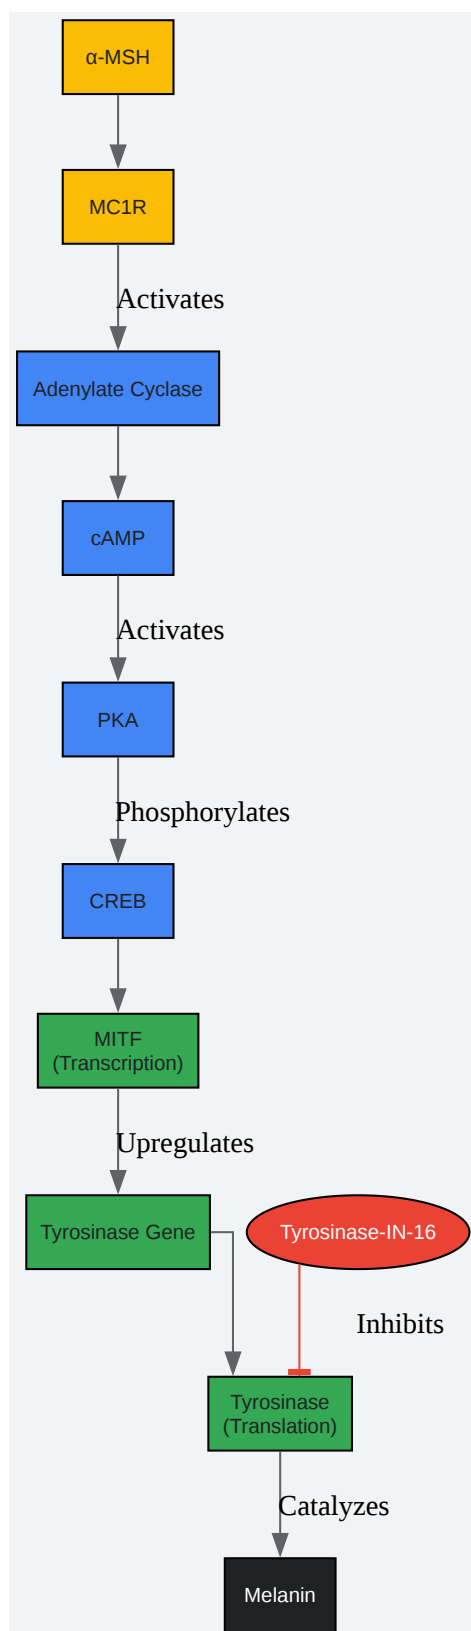 α-MSH
MC1R
Activates
Adenylate Cyclase
cAMP
Activates
PKA
Phosphorylates
CREB
MITF
(Transcription)
Upregulates
Tyrosinase Gene
Tyrosinase-IN-16
Inhibits
Tyrosinase
(Translation)
Catalyzes
Melanin